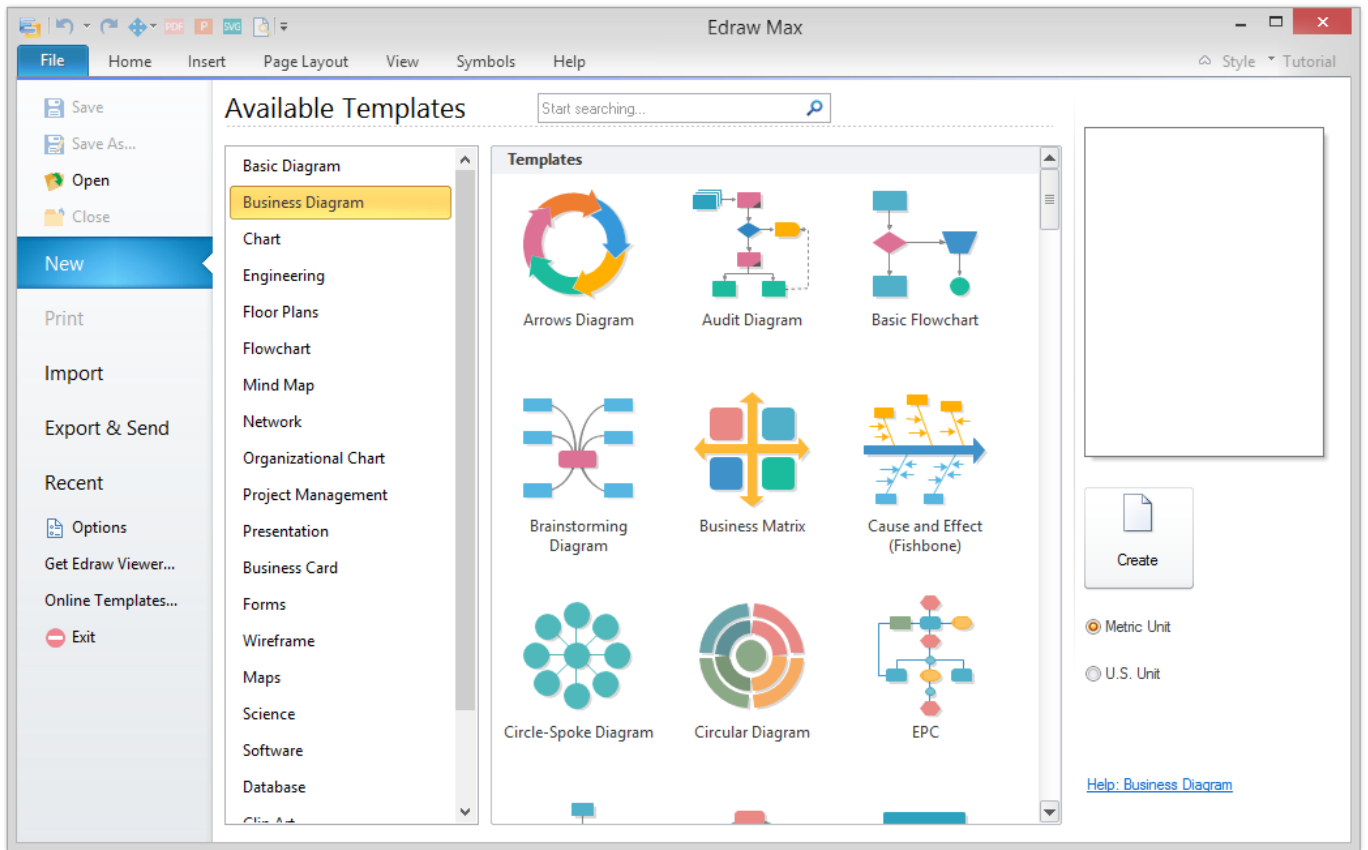 PDF P SVG
Edraw Max
File Home Insert Page Layout View Symbols Help
Style Tutorial
Save
Save As...
Open
Close
New
Print
Import
Export & Send
Recent
Options
Get Edraw Viewer...
Online Templates...
Exit
Available Templates
Start searching...
Basic Diagram
Business Diagram
Chart
Engineering
Floor Plans
Flowchart
Mind Map
Network
Organizational Chart
Project Management
Presentation
Business Card
Forms
Wireframe
Maps
Science
Software
Database
Clip Art
Templates
Arrows Diagram
Audit Diagram
Basic Flowchart
Brainstorming
Diagram
Business Matrix
Cause and Effect
(Fishbone)
Circle-Spoke Diagram
Circular Diagram
EPC
Create
Metric Unit
U.S. Unit
Help: Business Diagram